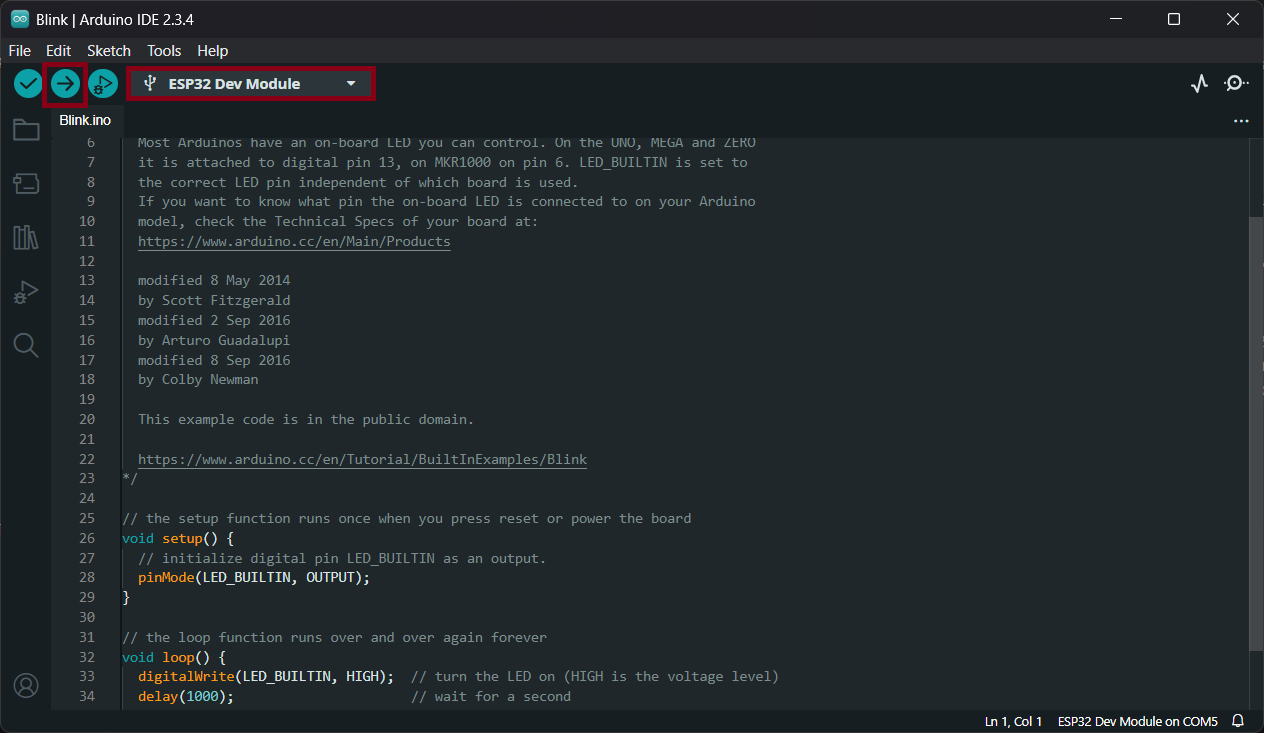 Blink | Arduino IDE 2.3.4
File Edit Sketch Tools Help
ESP32 Dev Module
Blink.ino
6 Most Arduinos have an on-board LED you can control. On the UNO, MEGA and ZERO
7 it is attached to digital pin 13, on MKR1000 on pin 6. LED_BUILTIN is set to
8 the correct LED pin independent of which board is used.
9 If you want to know what pin the on-board LED is connected to on your Arduino
10 model, check the Technical Specs of your board at:
11 https://www.arduino.cc/en/Main/Products
12
13 modified 8 May 2014
14 by Scott Fitzgerald
15 modified 2 Sep 2016
16 by Arturo Guadalupi
17 modified 8 Sep 2016
18 by Colby Newman
19
20 This example code is in the public domain.
21
22 https://www.arduino.cc/en/Tutorial/BuiltInExamples/Blink
23 */
24
25 // the setup function runs once when you press reset or power the board
26 void setup() {
27 // initialize digital pin LED_BUILTIN as an output.
28 pinMode(LED_BUILTIN, OUTPUT);
29 }
30
31 // the loop function runs over and over again forever
32 void loop() {
33 digitalWrite(LED_BUILTIN, HIGH); // turn the LED on (HIGH is the voltage level)
34 delay(1000); // wait for a second
Ln 1, Col 1 ESP32 Dev Module on COM5